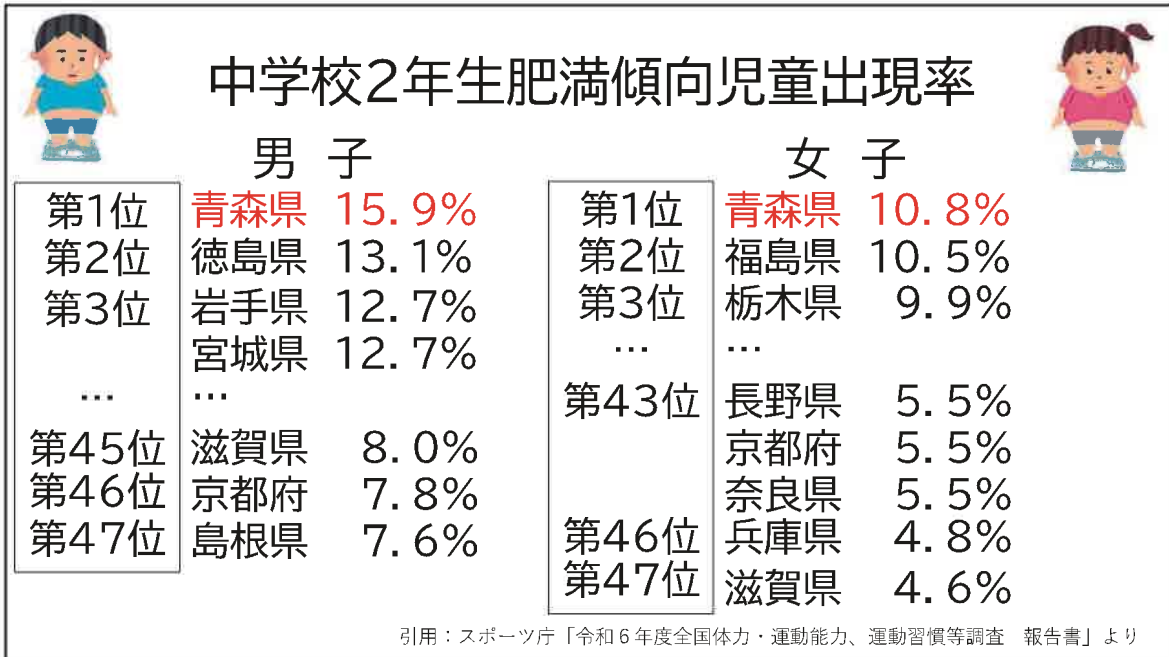 中学校2年生肥満傾向児童出現率
男 子
第1位 青森県 15.9%
第2位 徳島県 13.1%
第3位 岩手県 12.7%
宮城県 12.7%
… …
第45位 滋賀県 8.0%
第46位 京都府 7.8%
第47位 島根県 7.6%
女 子
第1位 青森県 10.8%
第2位 福島県 10.5%
第3位 栃木県 9.9%
… …
第43位 長野県 5.5%
京都府 5.5%
奈良県 5.5%
第46位 兵庫県 4.8%
第47位 滋賀県 4.6%
引用：スポーツ庁「令和6年度全国体力・運動能力、運動習慣等調査 報告書」より